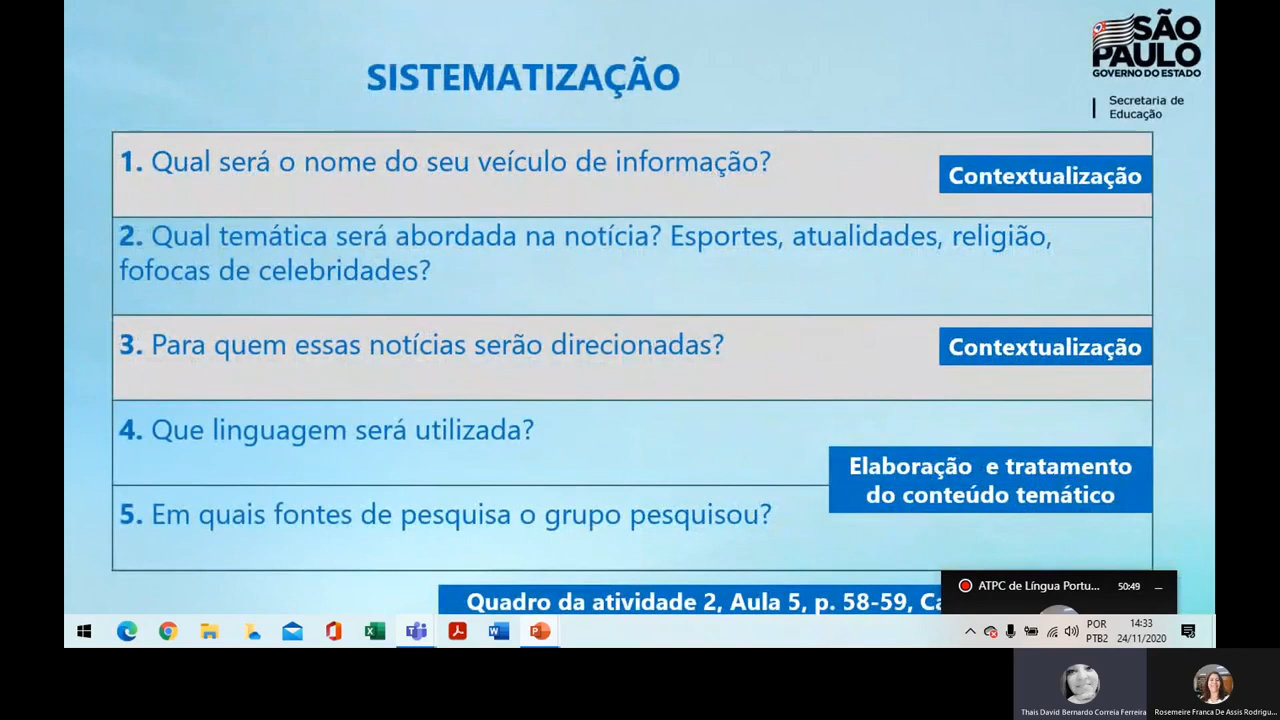 SÃO
PAULO
GOVERNO DO ESTADO
Secretaria de
Educação
SISTEMATIZAÇÃO
1. Qual será o nome do seu veículo de informação?
Contextualização
2. Qual temática será abordada na notícia? Esportes, atualidades, religião,
fofocas de celebridades?
3. Para quem essas notícias serão direcionadas?
Contextualização
4. Que linguagem será utilizada?
Elaboração e tratamento
do conteúdo temático
5. Em quais fontes de pesquisa o grupo pesquisou?
Quadro da atividade 2, Aula 5, p. 58-59, Ca
ATPC de Língua Portu... 50:49
POR
PTB2
14:33
24/11/2020
Thais David Bernardo Correia Ferreira
Rosemeire Franca De Assis Rodrigu...